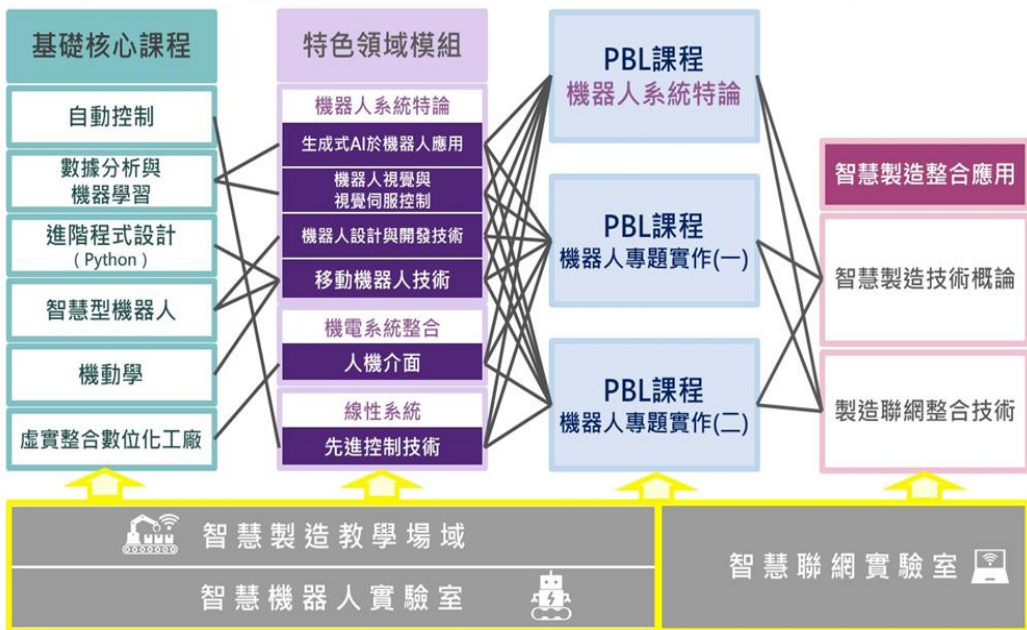 基礎核心課程
自動控制
數據分析與
機器學習
進階程式設計
(Python)
智慧型機器人
機動學
虛實整合數位化工廠
特色領域模組
機器人系統特論
生成式AI於機器人應用
機器人視覺與
視覺伺服控制
機器人設計與開發技術
移動機器人技術
機電系統整合
人機介面
線性系統
先進控制技術
PBL課程
機器人系統特論
PBL課程
機器人專題實作(一)
PBL課程
機器人專題實作(二)
智慧製造整合應用
智慧製造技術概論
製造聯網整合技術
智慧製造教學場域
智慧機器人實驗室
智慧聯網實驗室